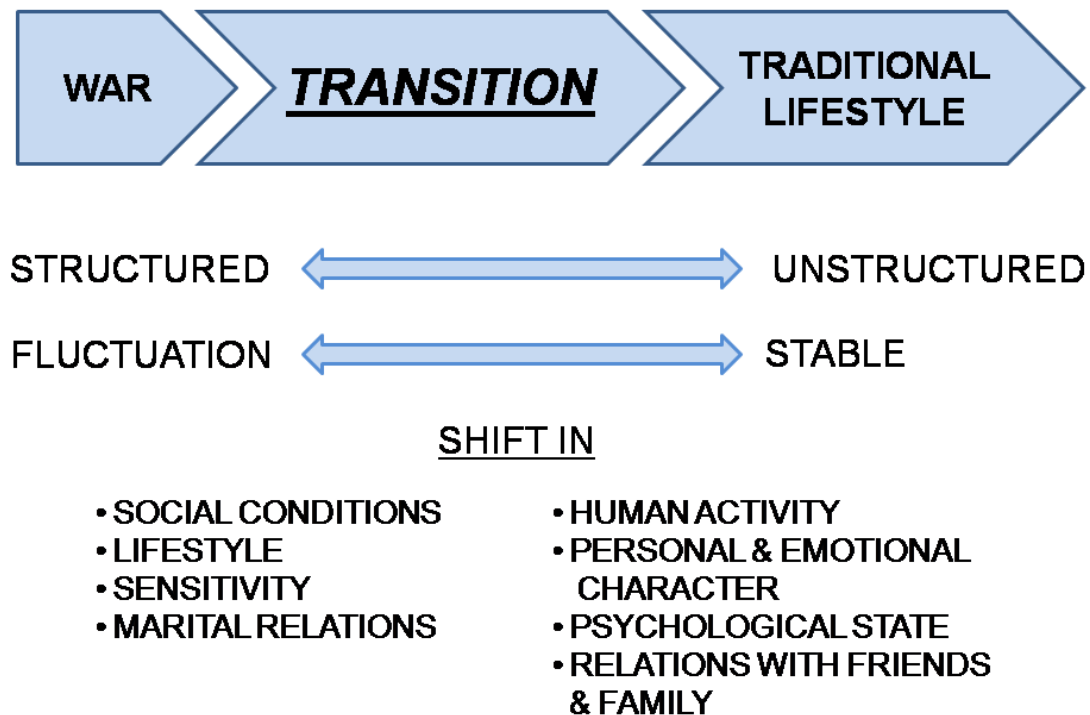 WAR
TRANSITION
TRADITIONAL
LIFESTYLE
STRUCTURED
UNSTRUCTURED
FLUCTUATION
STABLE
SHIFT IN
• SOCIAL CONDITIONS
• LIFESTYLE
• SENSITIVITY
• MARITAL RELATIONS
• HUMAN ACTIVITY
• PERSONAL & EMOTIONAL
CHARACTER
• PSYCHOLOGICAL STATE
• RELATIONS WITH FRIENDS
& FAMILY